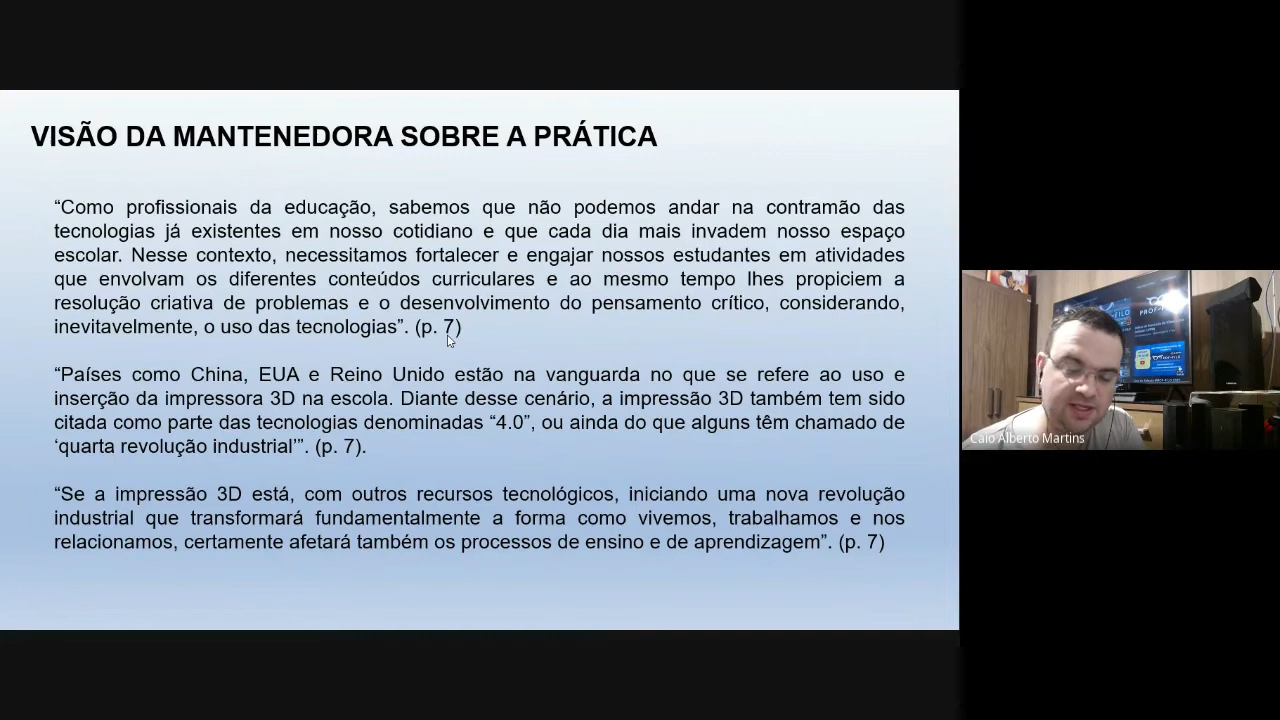 VISÃO DA MANTENEDORA SOBRE A PRÁTICA
“Como profissionais da educação, sabemos que não podemos andar na contramão das
tecnologias já existentes em nosso cotidiano e que cada dia mais invadem nosso espaço
escolar. Nesse contexto, necessitamos fortalecer e engajar nossos estudantes em atividades
que envolvam os diferentes conteúdos curriculares e ao mesmo tempo lhes propiciem a
resolução criativa de problemas e o desenvolvimento do pensamento crítico, considerando,
inevitavelmente, o uso das tecnologias”. (p. 7)
“Países como China, EUA e Reino Unido estão na vanguarda no que se refere ao uso e
inserção da impressora 3D na escola. Diante desse cenário, a impressão 3D também tem sido
citada como parte das tecnologias denominadas “4.0”, ou ainda do que alguns têm chamado de
‘quarta revolução industrial’”. (p. 7).
“Se a impressão 3D está, com outros recursos tecnológicos, iniciando uma nova revolução
industrial que transformará fundamentalmente a forma como vivemos, trabalhamos e nos
relacionamos, certamente afetará também os processos de ensino e de aprendizagem”. (p. 7)
Caio Alberto Martins